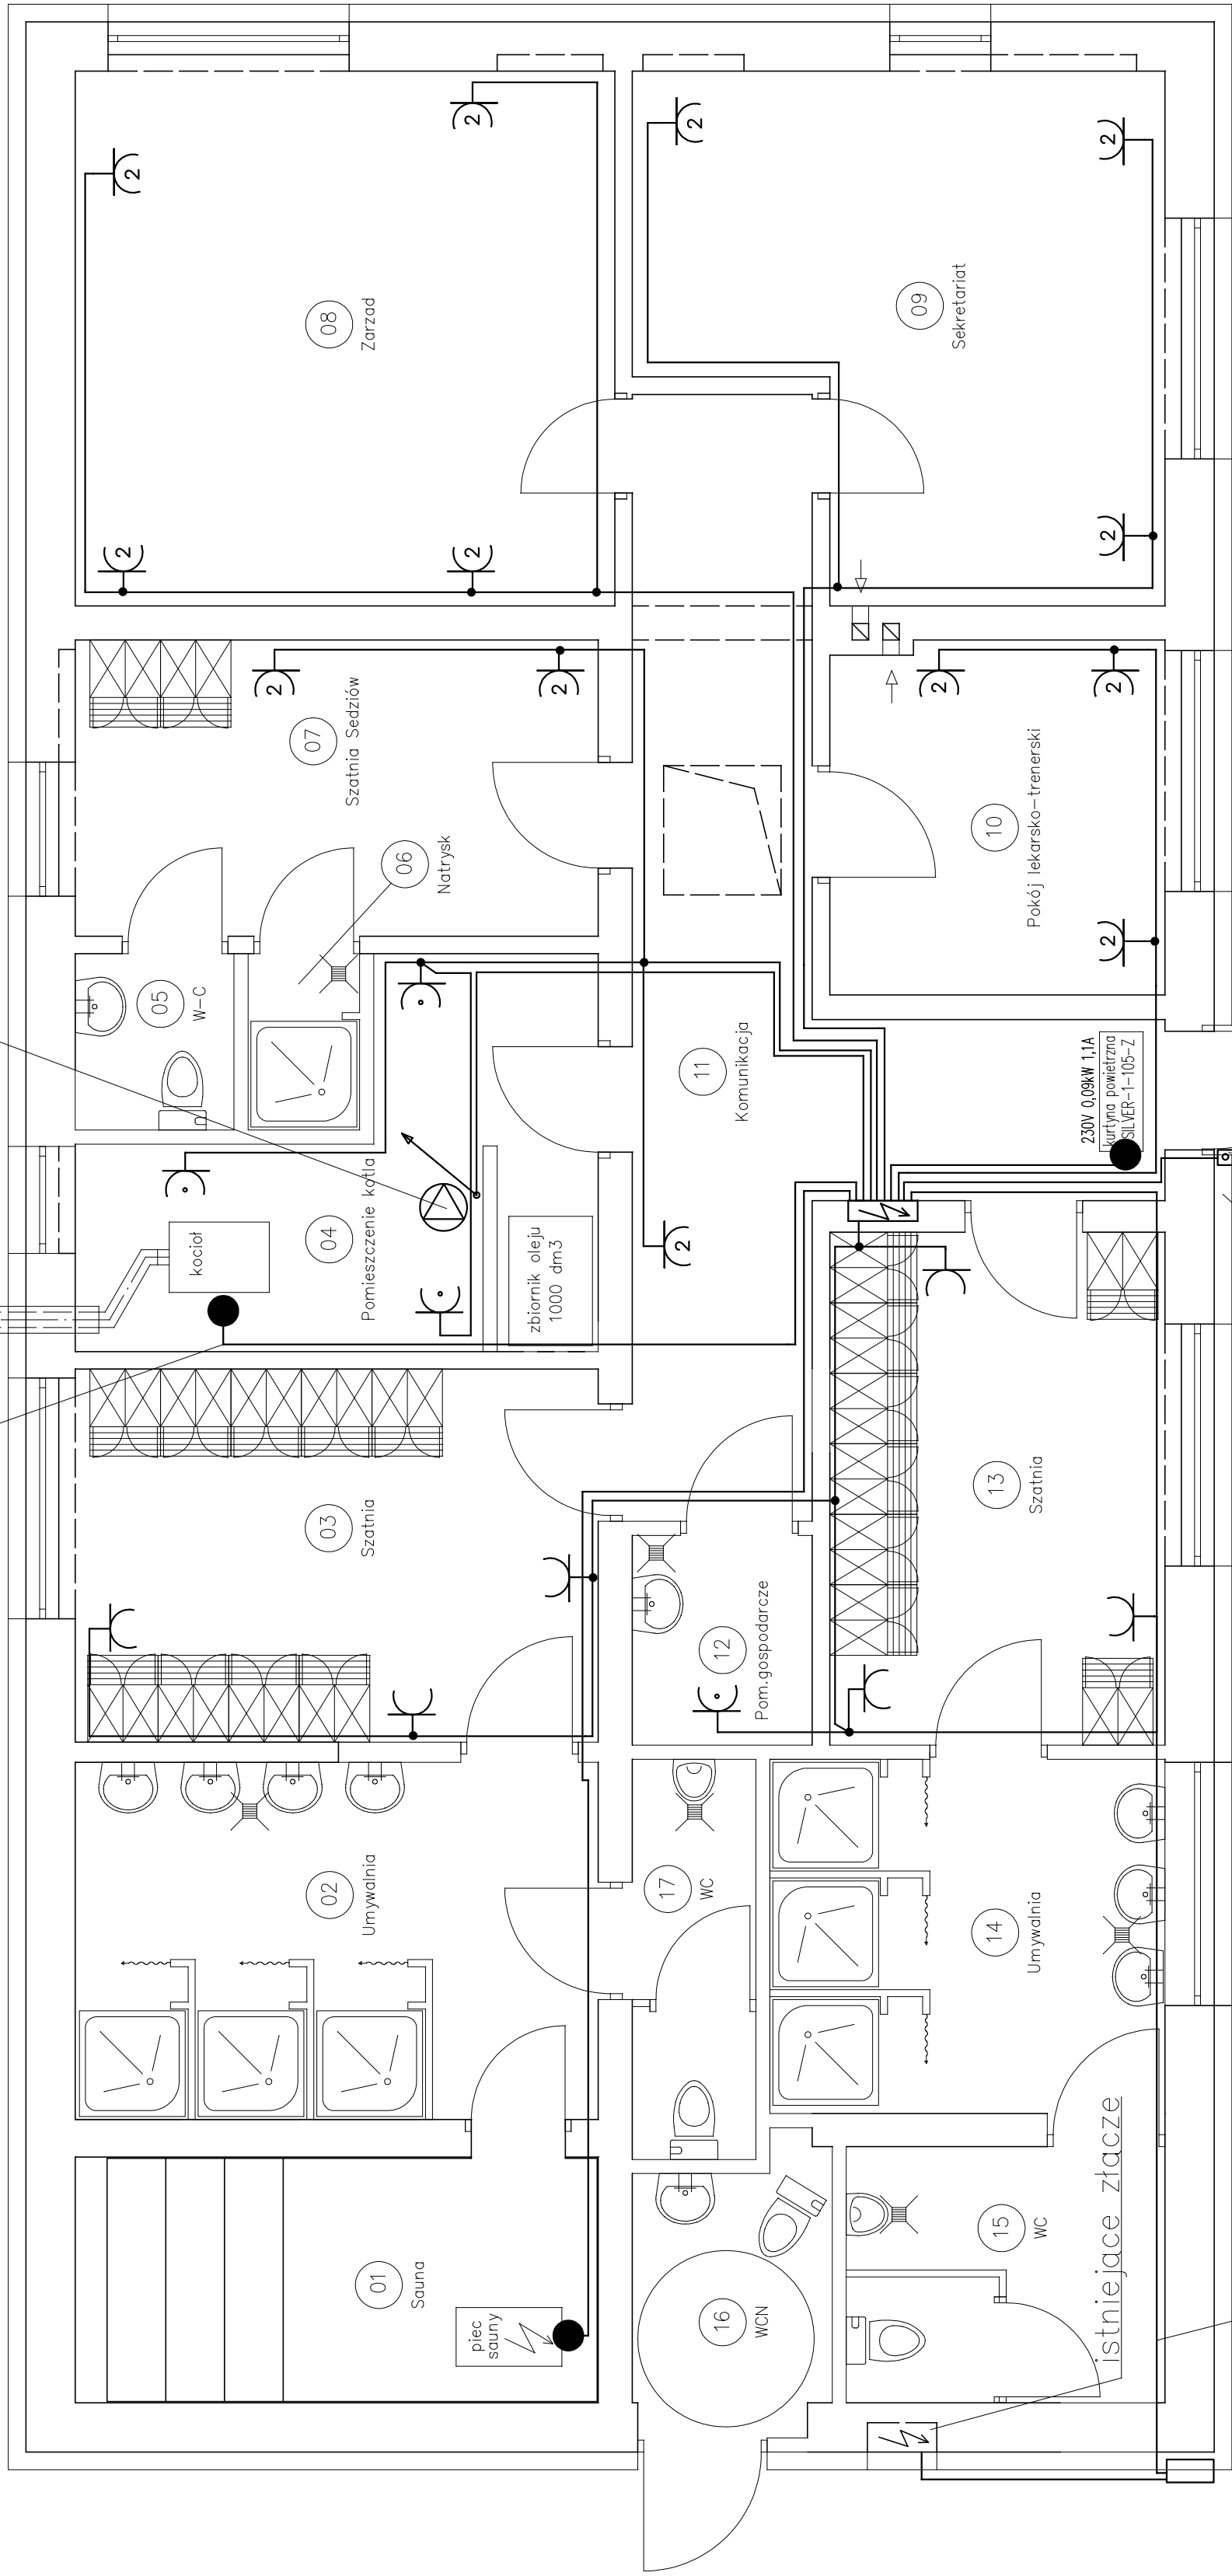 01
Sauna
piec
sauny
02
Umywalnia
03
Szatnia
04
Pomieszczenie kotla
kocioł
zbiornik oleju
1000 dm3
05
W-C
06
Natrysk
07
Szatnia Sedziów
2
2
08
Zarzad
2
2
2
2
09
Sekretariat
2
2
2
10
Pokój lekarsko-trenerski
2
2
2
11
Komunikacja
2
230V 0,09kW 1,1A
kurtyna powietrzna
SILVER-1-105-Z
12
Pom.gospodarcze
13
Szatnia
14
Umywalnia
15
WC
16
WCN
17
WC
istniejace złacze